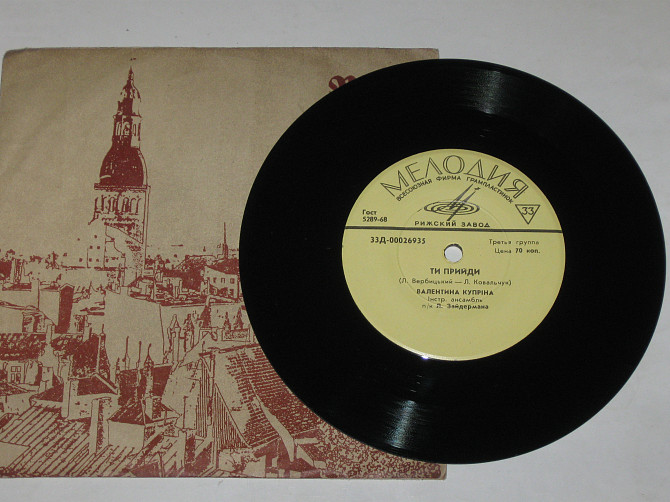 МЕЛОДИЯ
ВСЕСОЮЗНАЯ ФИРМА ГРАМПЛАСТИНОК
33
Гост
5289-68
РИЖСКИЙ ЗАВОД
33Д-00026935
Третья группа
Цена 70 коп.
ТИ ПРИЙДИ
(Л. Вербицький — Л. Ковальчук)
ВАЛЕНТИНА КУПРІНА
Інстр. ансамбль
п/к Д. Зейдермана